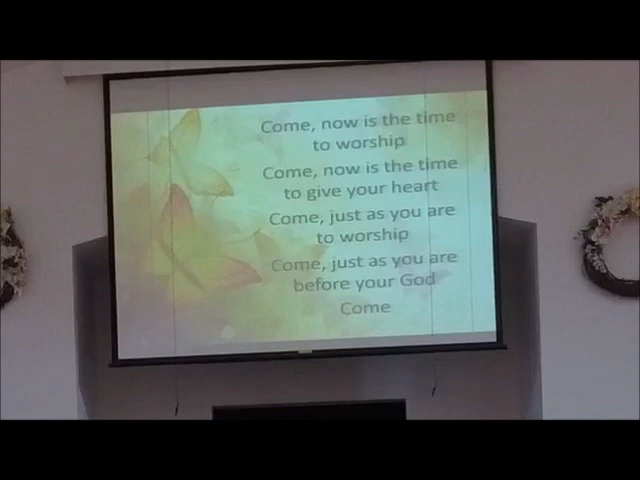 Come, now is the time
to worship
Come, now is the time
to give your heart
Come, just as you are
to worship
Come, just as you are
before your God
Come